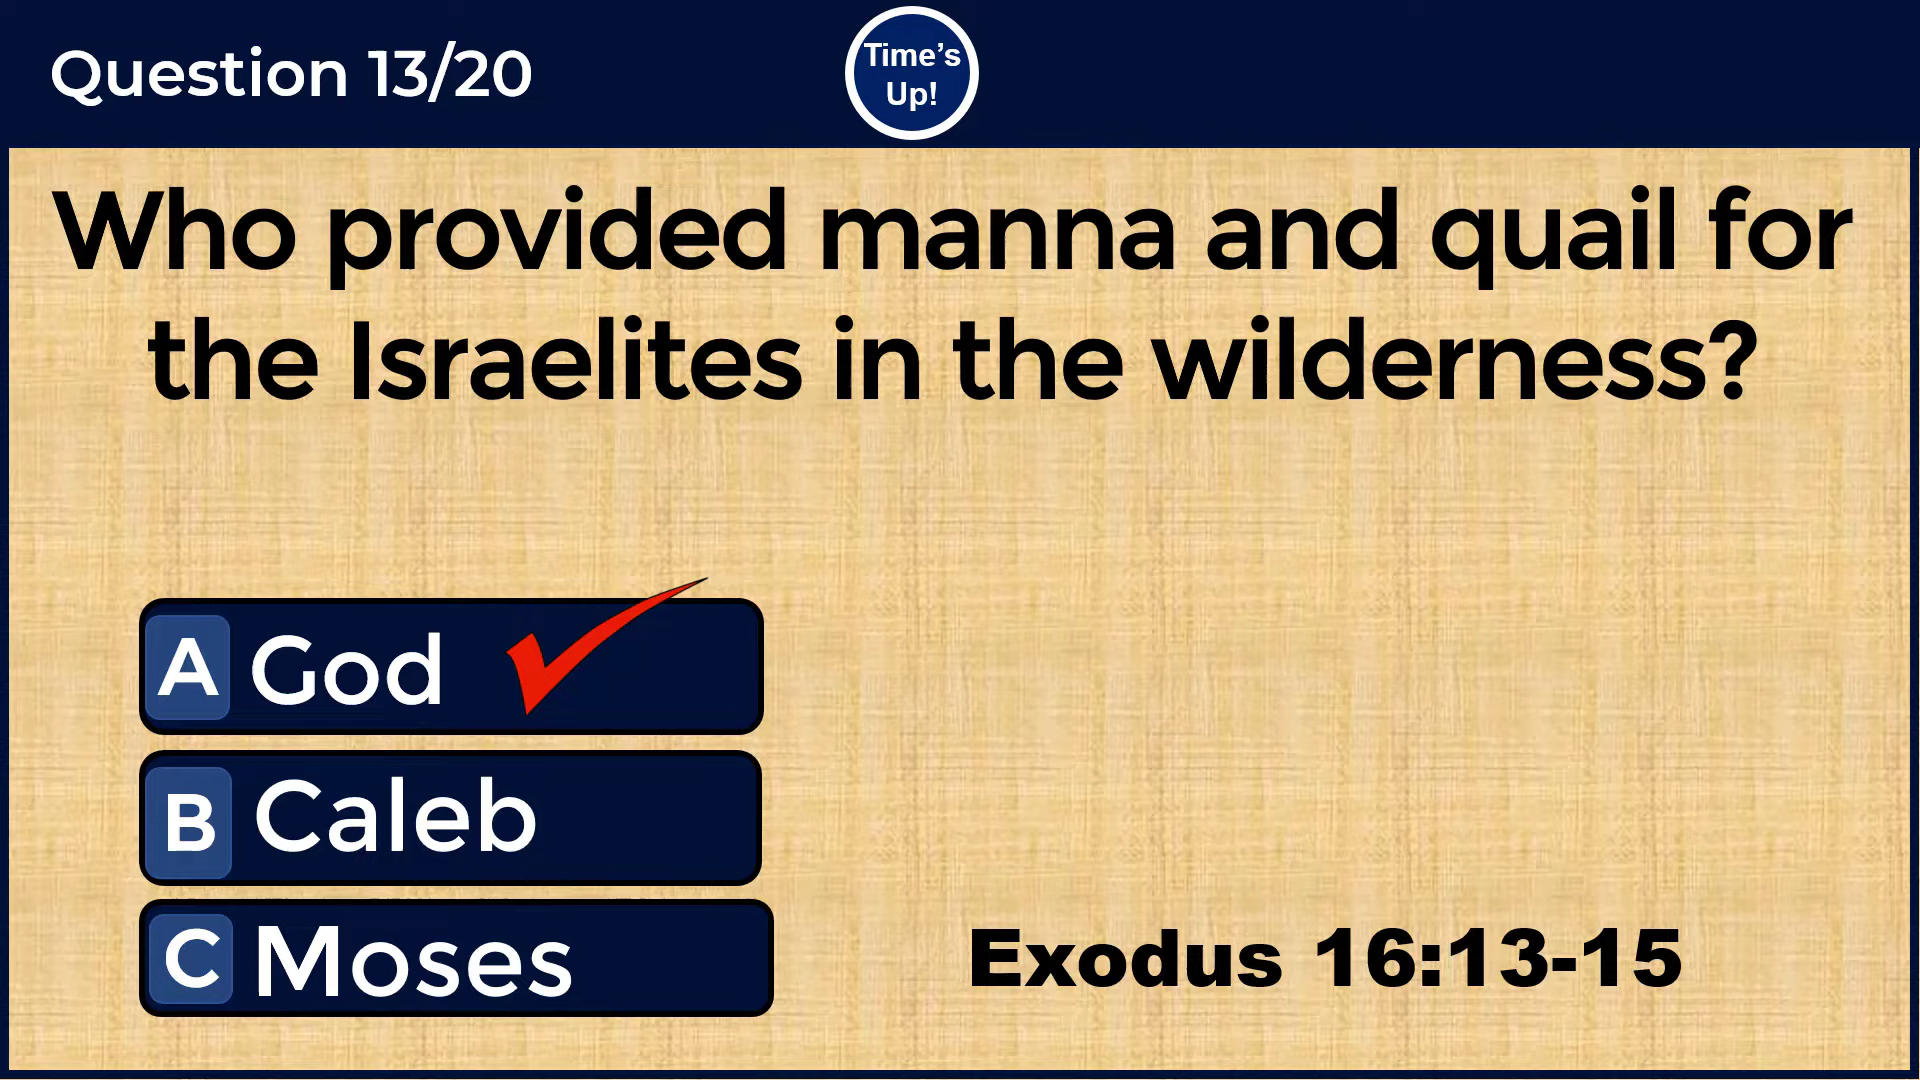 Question 13/20
Time's
Up!
Who provided manna and quail for
the Israelites in the wilderness?
A God
B Caleb
C Moses
Exodus 16:13-15